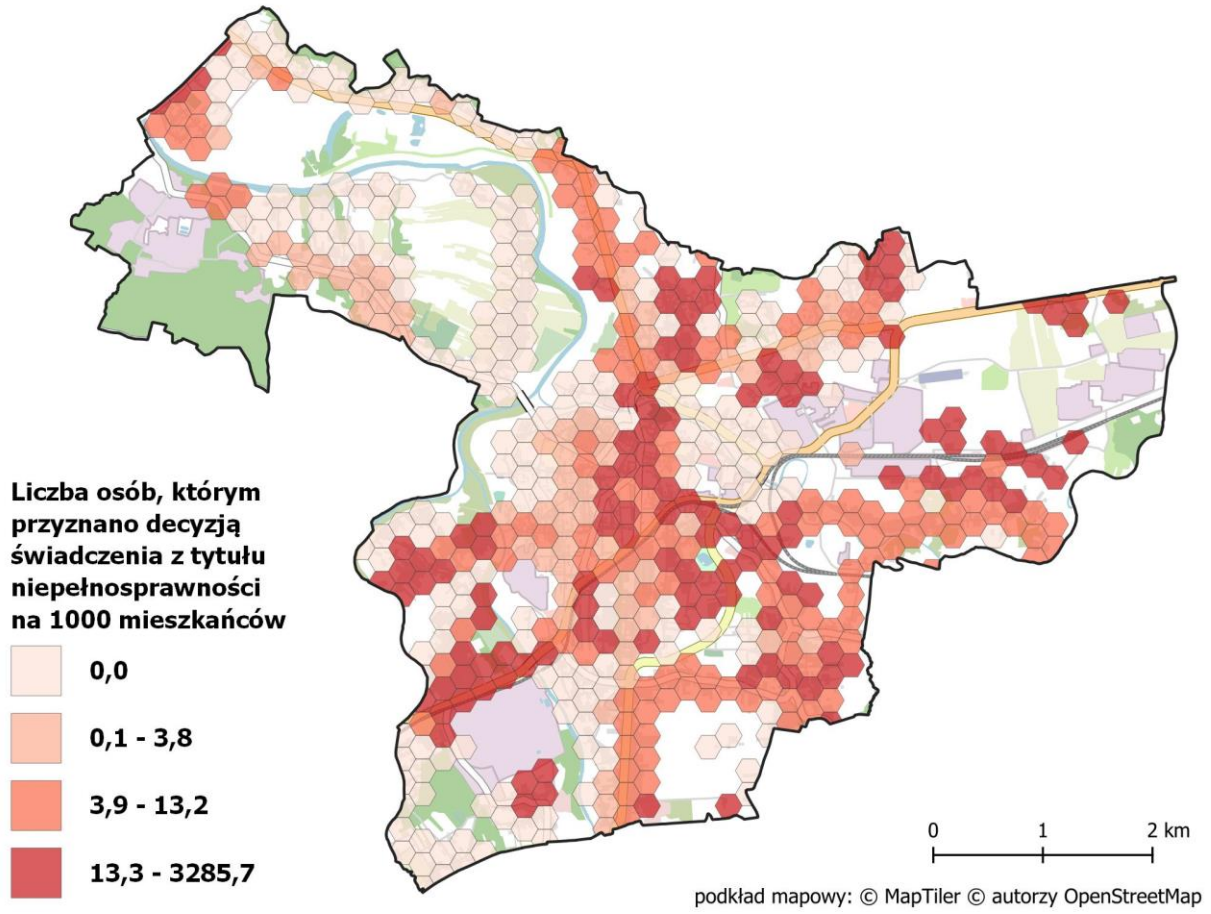 Liczba osób, którym
przyznano decyzją
świadczenia z tytułu
niepełnosprawności
na 1000 mieszkańców
0,0
0,1 - 3,8
3,9 - 13,2
13,3 - 3285,7
0 1 2 km
podkład mapowy: © MapTiler © autorzy OpenStreetMap